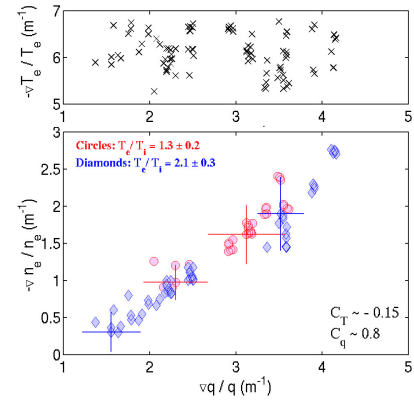 -∇T_e / T_e (m^-1)
7
6
5
1 2 3 4 5
-∇ n_e / n_e (m^-1)
3
2.5
2
1.5
1
0.5
0
Circles: T_e/T_i = 1.3 ± 0.2
Diamonds: T_e/T_i = 2.1 ± 0.3
C_T ~ - 0.15
C_q ~ 0.8
1 2 3 4 5
∇q / q (m^-1)